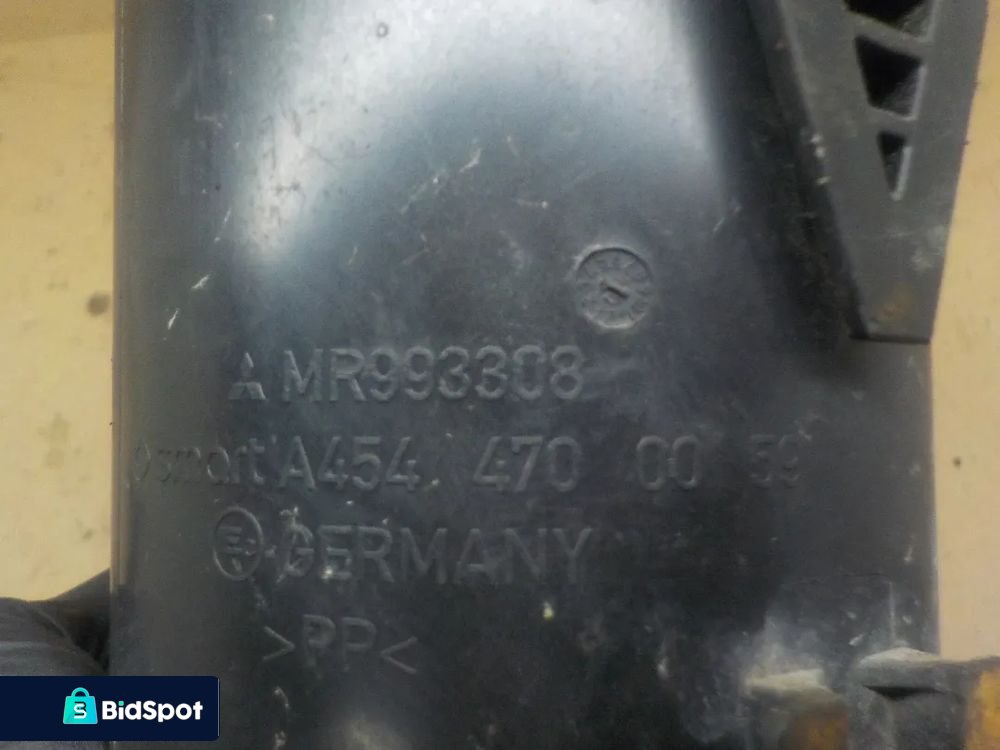 MR993308
smart A454 470 00 59
GERMANY
>PP<
BidSpot